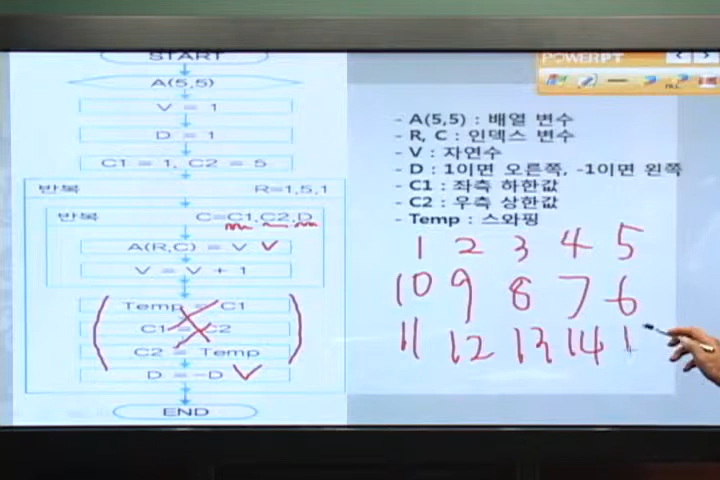 START
A(5,5)
V = 1
D = 1
C1 = 1, C2 = 5
반복 R=1,5,1
반복 C=C1,C2,D
A(R,C) = V
V = V + 1
Temp = C1
C1 = C2
C2 = Temp
D = -D
END
POWERPT
- A(5,5) : 배열 변수
- R, C : 인덱스 변수
- V : 자연수
- D : 1이면 오른쪽, -1이면 왼쪽
- C1 : 좌측 하한값
- C2 : 우측 상한값
- Temp : 스와핑
1 2 3 4 5
10 9 8 7 6
11 12 13 14 1